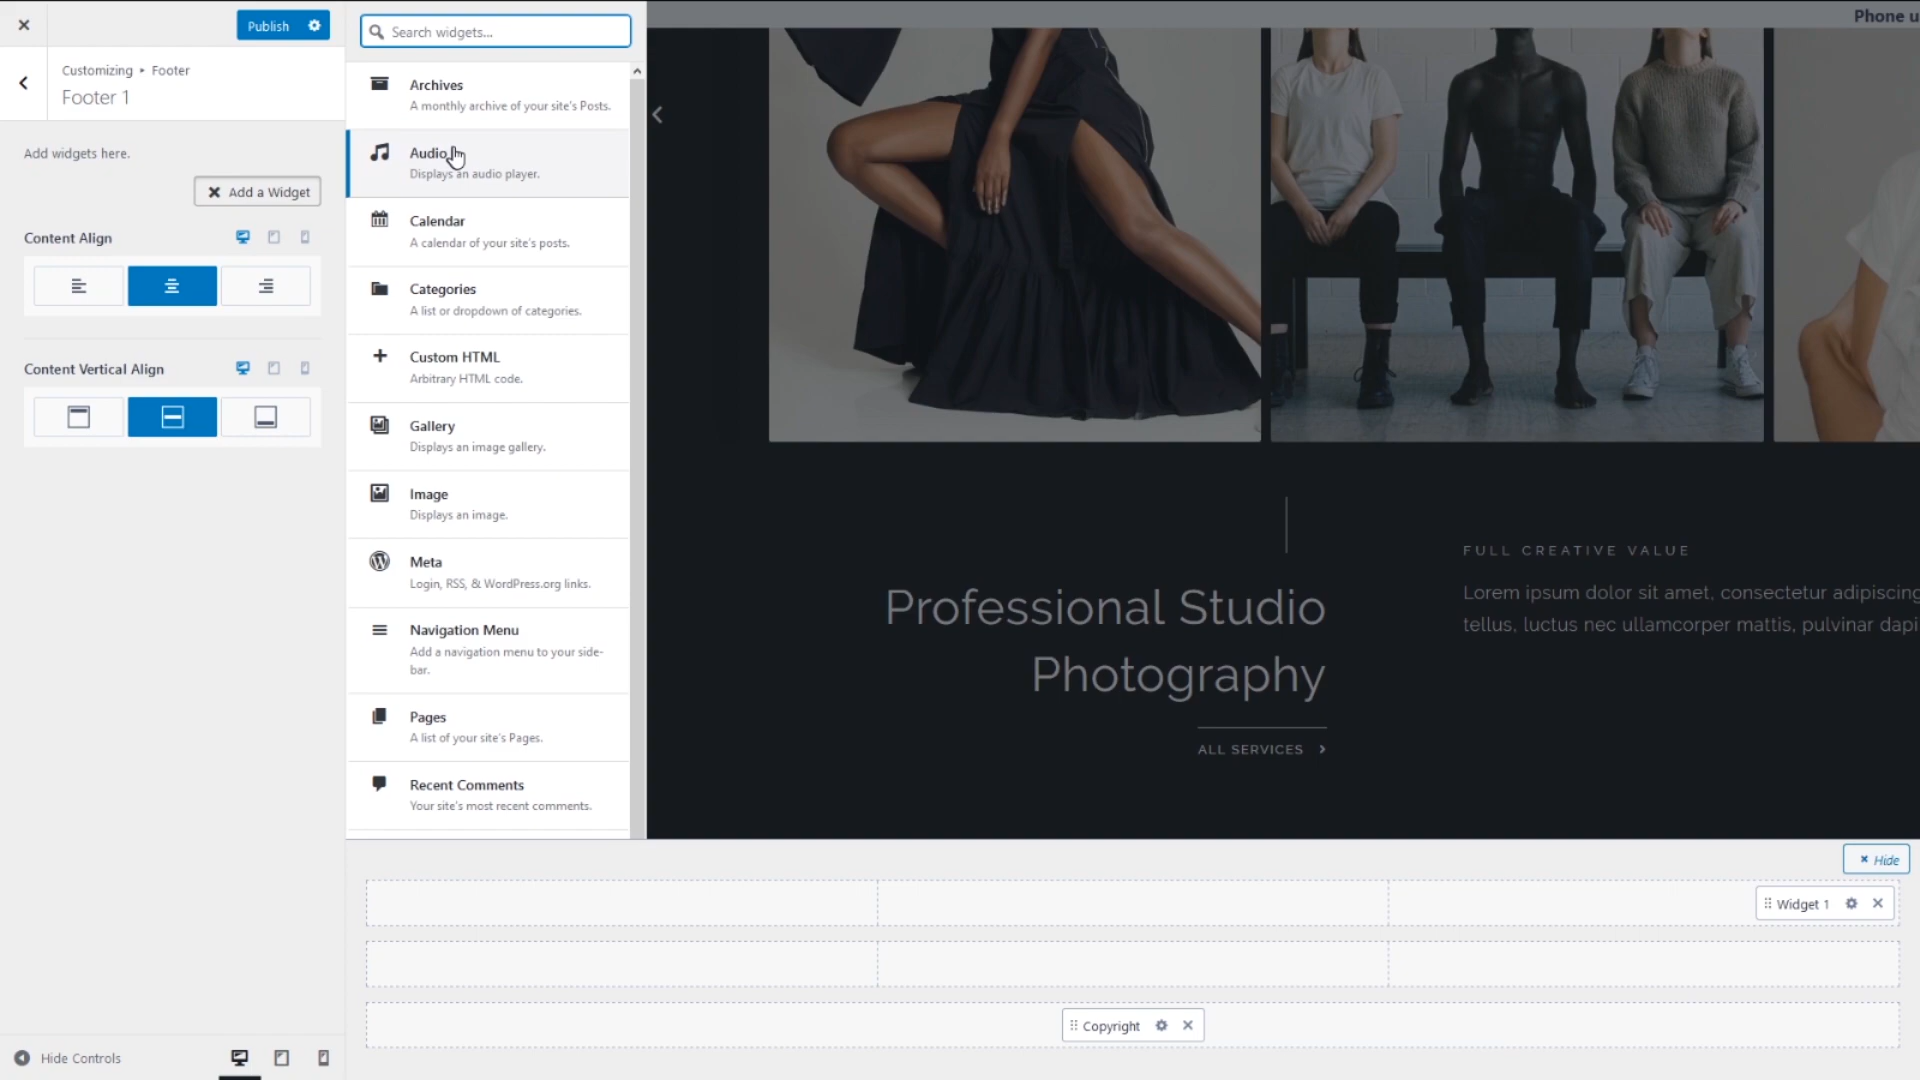 Publish
Customizing ▸ Footer
Footer 1
Add widgets here.
Add a Widget
Content Align
Content Vertical Align
Hide Controls
Search widgets...
Archives
A monthly archive of your site's Posts.
Audio
Displays an audio player.
Calendar
A calendar of your site's posts.
Categories
A list or dropdown of categories.
Custom HTML
Arbitrary HTML code.
Gallery
Displays an image gallery.
Image
Displays an image.
Meta
Login, RSS, & WordPress.org links.
Navigation Menu
Add a navigation menu to your side-
bar.
Pages
A list of your site's Pages.
Recent Comments
Your site's most recent comments.
Phone u
Professional Studio
Photography
ALL SERVICES
FULL CREATIVE VALUE
Lorem ipsum dolor sit amet, consectetur adipiscing
tellus, luctus nec ullamcorper mattis, pulvinar dapi
Hide
Widget 1
Copyright